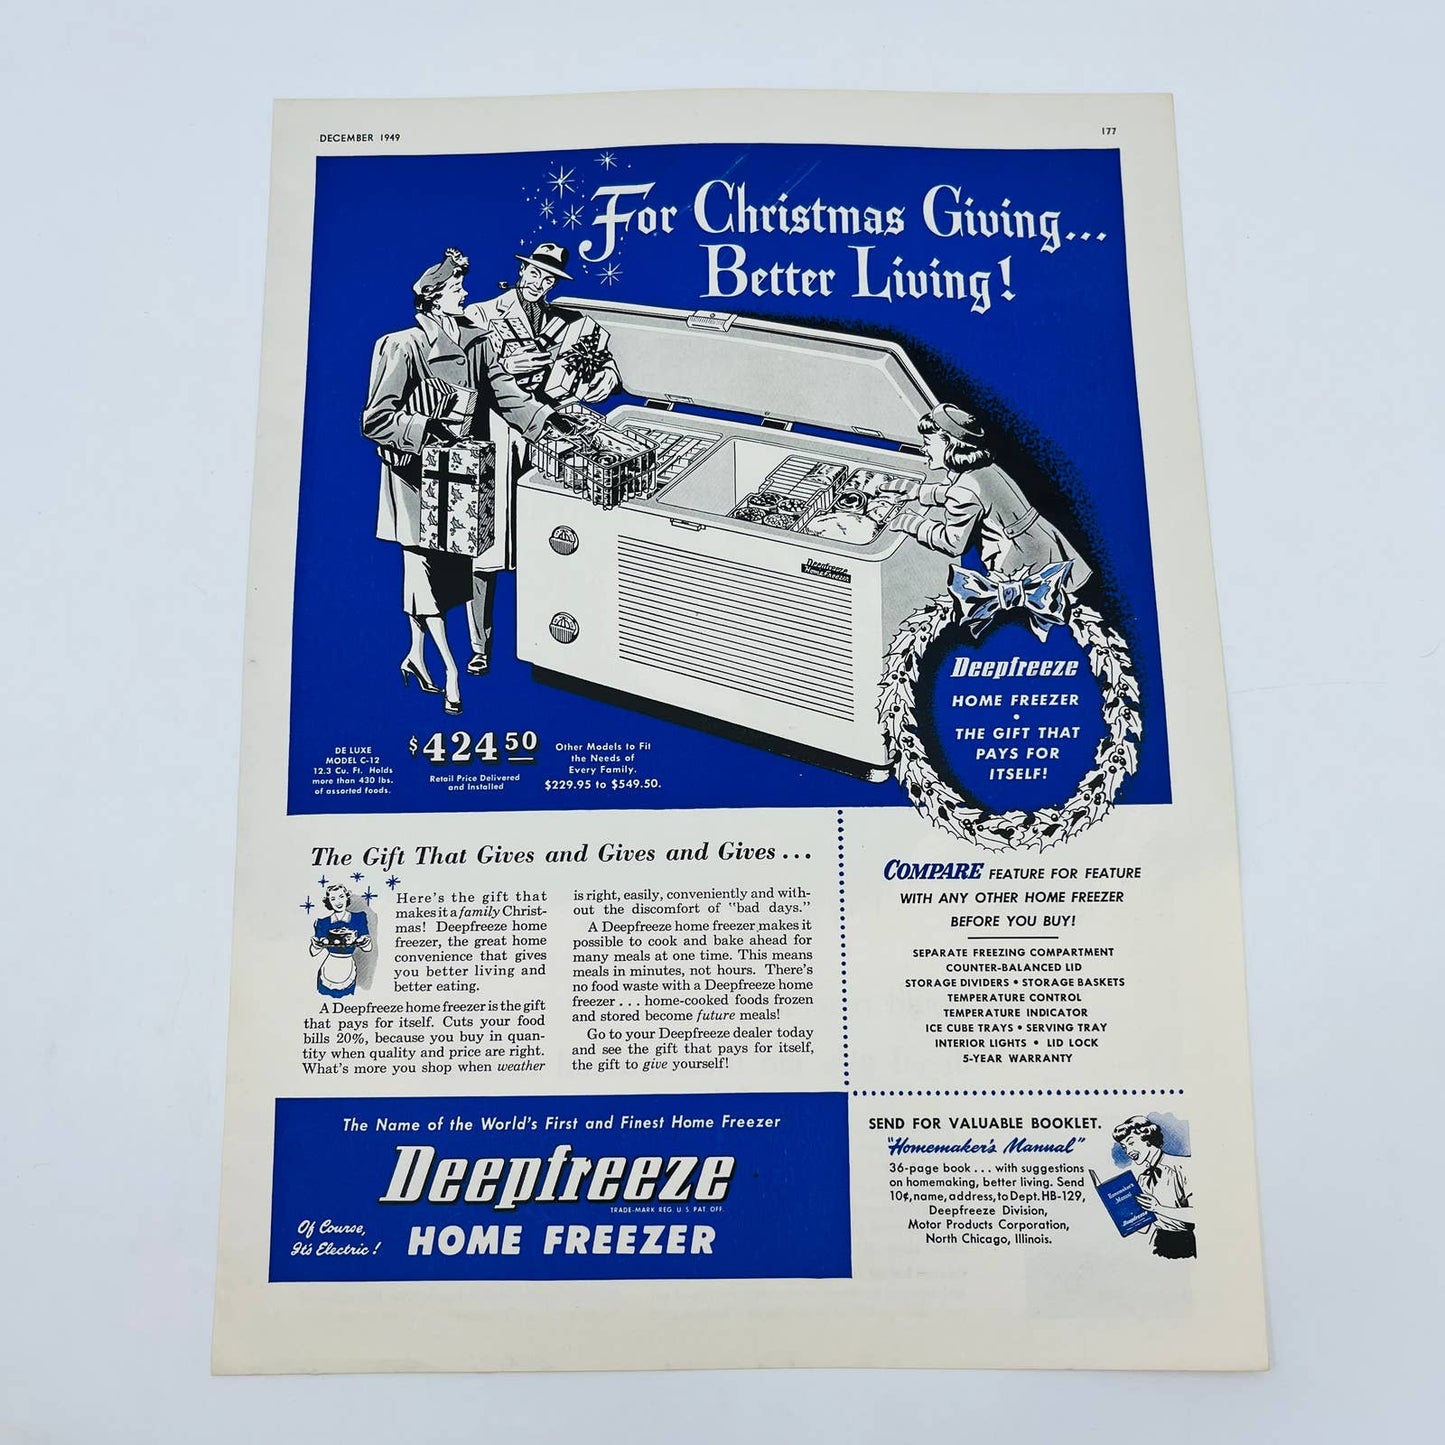 DECEMBER 1949
177
For Christmas Giving...
Better Living!
Deepfreeze
Home Freezer
Deepfreeze
HOME FREEZER
•
THE GIFT THAT
PAYS FOR
ITSELF!
DE LUXE
MODEL C-12
12.3 Cu. Ft. Holds
more than 430 lbs.
of assorted foods.
$424.50
Retail Price Delivered
and Installed
Other Models to Fit
the Needs of
Every Family.
$229.95 to $549.50.
The Gift That Gives and Gives and Gives...
Here's the gift that
makes it a family Christ-
mas! Deepfreeze home
freezer, the great home
convenience that gives
you better living and
better eating.
A Deepfreeze home freezer is the gift
that pays for itself. Cuts your food
bills 20%, because you buy in quan-
tity when quality and price are right.
What's more you shop when weather
is right, easily, conveniently and with-
out the discomfort of "bad days."
A Deepfreeze home freezer makes it
possible to cook and bake ahead for
many meals at one time. This means
meals in minutes, not hours. There's
no food waste with a Deepfreeze home
freezer... home-cooked foods frozen
and stored become future meals!
Go to your Deepfreeze dealer today
and see the gift that pays for itself,
the gift to give yourself!
COMPARE FEATURE FOR FEATURE
WITH ANY OTHER HOME FREEZER
BEFORE YOU BUY!
SEPARATE FREEZING COMPARTMENT
COUNTER-BALANCED LID
STORAGE DIVIDERS • STORAGE BASKETS
TEMPERATURE CONTROL
TEMPERATURE INDICATOR
ICE CUBE TRAYS • SERVING TRAY
INTERIOR LIGHTS • LID LOCK
5-YEAR WARRANTY
The Name of the World's First and Finest Home Freezer
Deepfreeze
TRADE-MARK REG. U.S. PAT. OFF.
Of Course,
It's Electric!
HOME FREEZER
SEND FOR VALUABLE BOOKLET.
"Homemaker's Manual"
36-page book... with suggestions
on homemaking, better living. Send
10¢, name, address, to Dept. HB-129,
Deepfreeze Division,
Motor Products Corporation,
North Chicago, Illinois.
Homemaker's
Manual
Deepfreeze